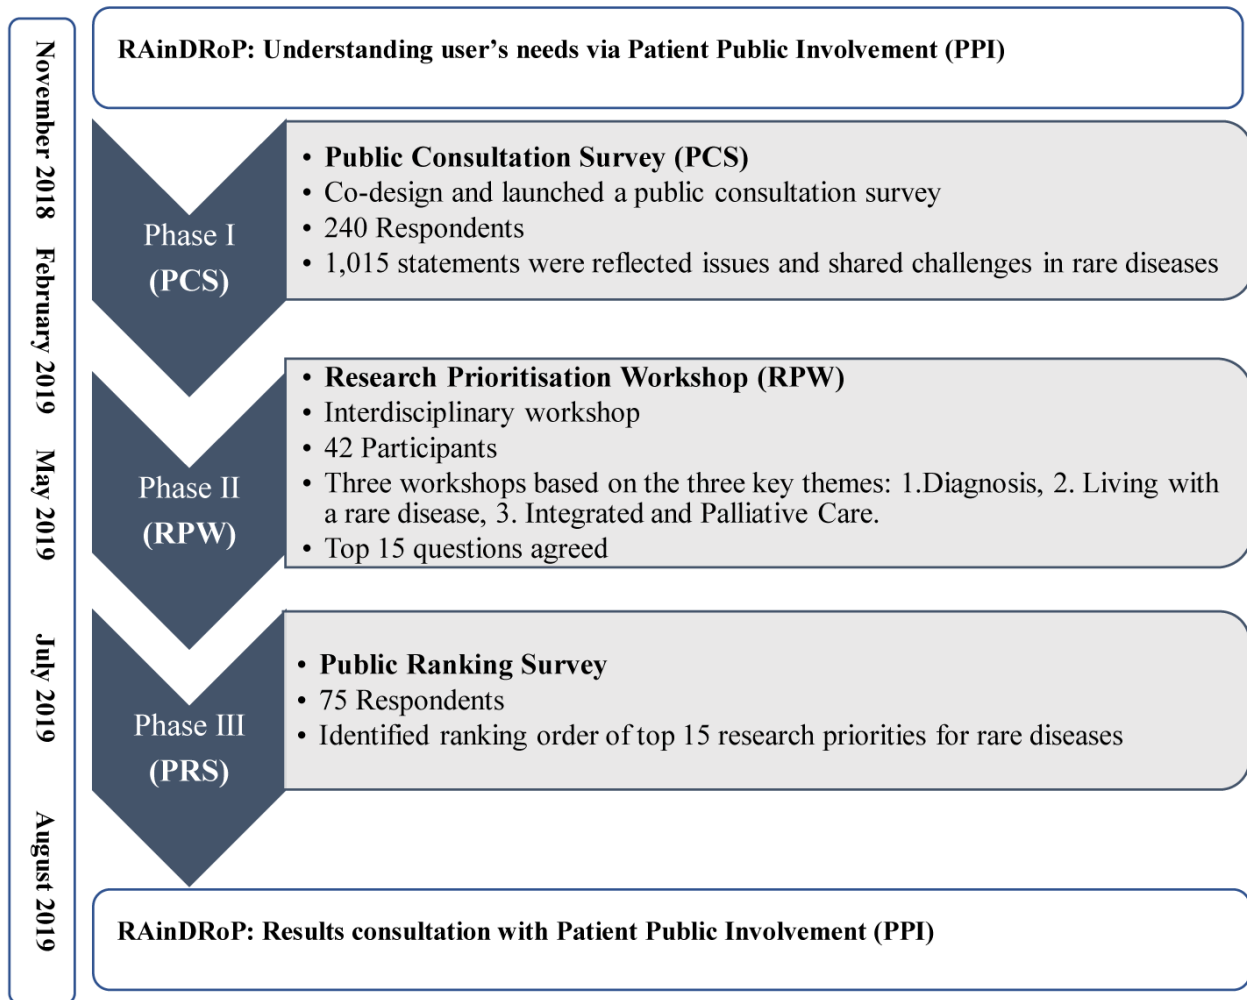 RAinDRoP: Understanding user’s needs via Patient Public Involvement (PPI)
November 2018
February 2019
May 2019
July 2019
August 2019
Phase I
(PCS)
• Public Consultation Survey (PCS)
• Co-design and launched a public consultation survey
• 240 Respondents
• 1,015 statements were reflected issues and shared challenges in rare diseases
Phase II
(RPW)
• Research Prioritisation Workshop (RPW)
• Interdisciplinary workshop
• 42 Participants
• Three workshops based on the three key themes: 1.Diagnosis, 2. Living with
a rare disease, 3. Integrated and Palliative Care.
• Top 15 questions agreed
Phase III
(PRS)
• Public Ranking Survey
• 75 Respondents
• Identified ranking order of top 15 research priorities for rare diseases
RAinDRoP: Results consultation with Patient Public Involvement (PPI)